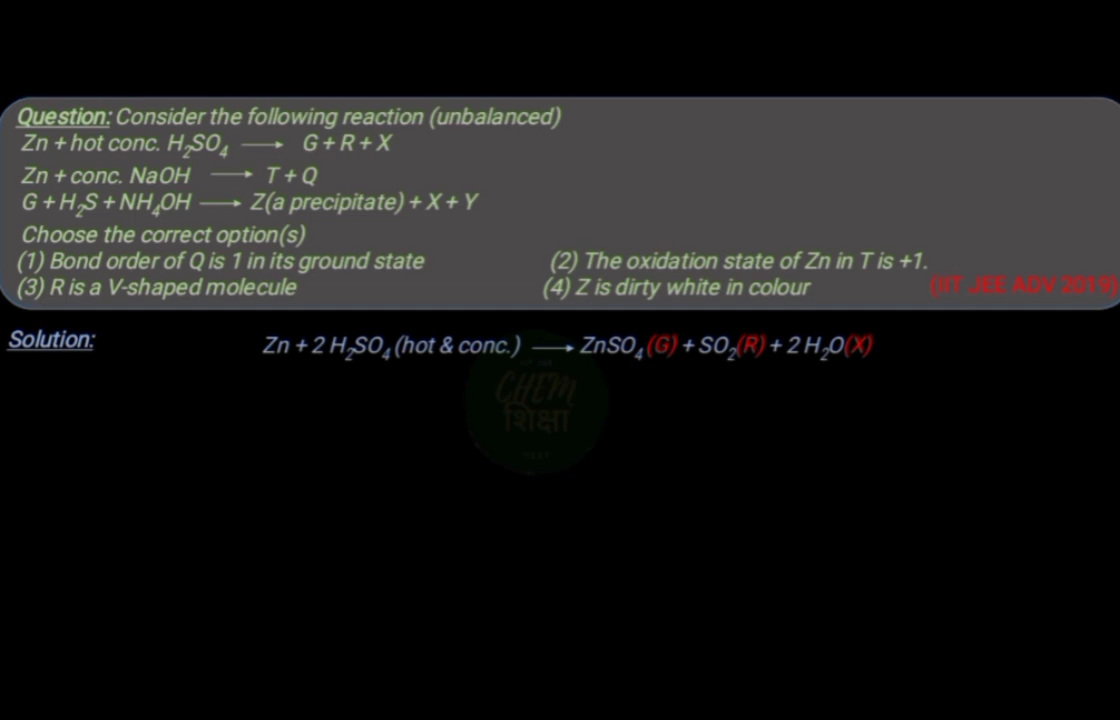 Question: Consider the following reaction (unbalanced)
Zn + hot conc. H₂SO₄ ⟶ G + R + X
Zn + conc. NaOH ⟶ T + Q
G + H₂S + NH₄OH ⟶ Z(a precipitate) + X + Y
Choose the correct option(s)
(1) Bond order of Q is 1 in its ground state (2) The oxidation state of Zn in T is +1.
(3) R is a V-shaped molecule (4) Z is dirty white in colour (IIT JEE ADV 2019)
Solution: Zn + 2 H₂SO₄ (hot & conc.) ⟶ ZnSO₄ (G) + SO₂(R) + 2 H₂O(X)
CHEM
शिक्षा